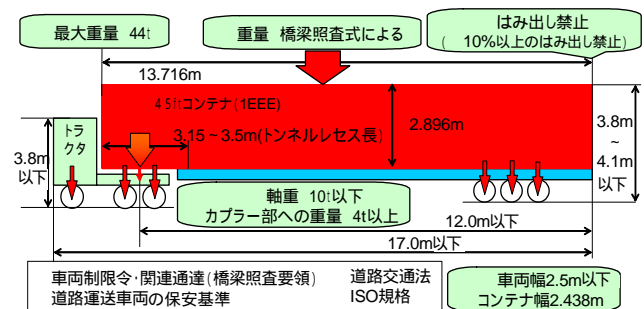 最大重量 44t
重量 橋梁照査式による
はみ出し禁止
( 10%以上のはみ出し禁止)
13.716m
45ftコンテナ(1EEE)
3.15～3.5m(トンネルレセス長)
2.896m
トラ
クタ
3.8m
以下
3.8m
～
4.1m
以下
軸重 10t以下
カプラー部への重量 4t以上
12.0m以下
17.0m以下
車両制限令・関連通達(橋梁照査要領) 道路交通法
道路運送車両の保安基準 ISO規格
車両幅2.5m以下
コンテナ幅2.438m